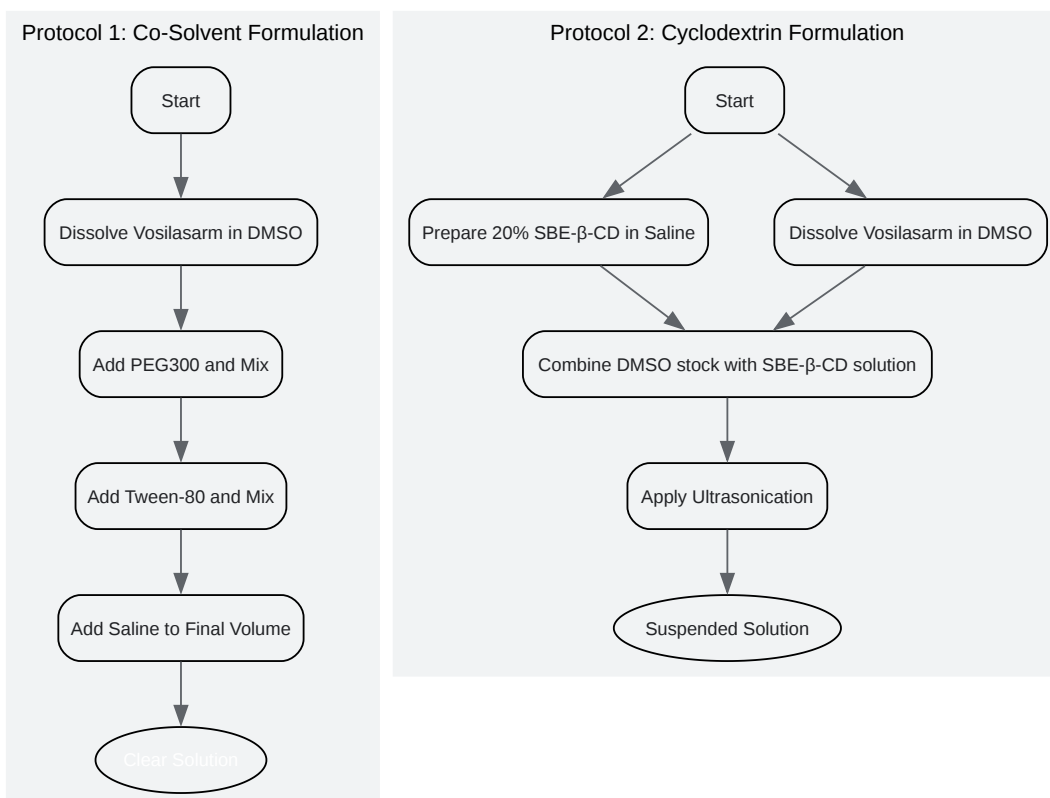 Protocol 1: Co-Solvent Formulation
Start
Dissolve Vosilasarm in DMSO
Add PEG300 and Mix
Add Tween-80 and Mix
Add Saline to Final Volume
Clear Solution
Protocol 2: Cyclodextrin Formulation
Start
Prepare 20% SBE-β-CD in Saline
Dissolve Vosilasarm in DMSO
Combine DMSO stock with SBE-β-CD solution
Apply Ultrasonication
Suspended Solution